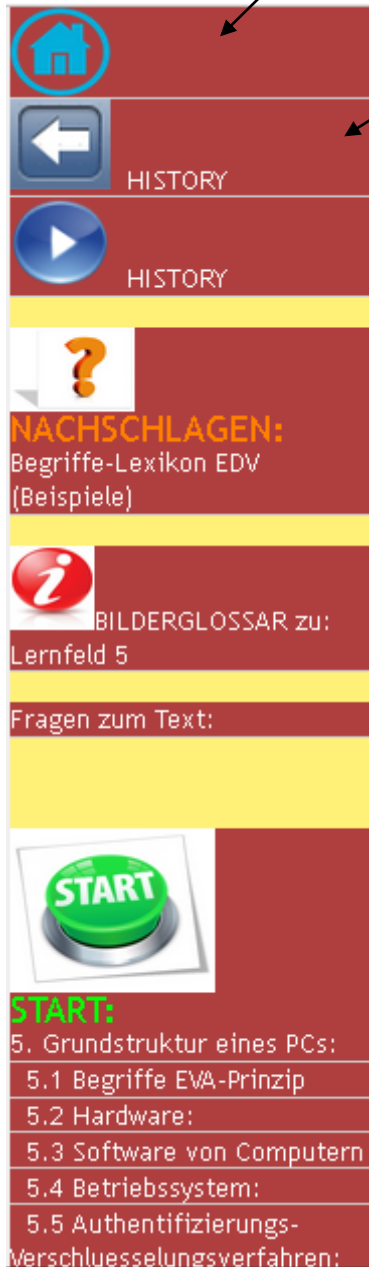 HISTORY
HISTORY
NACHSCHLAGEN:
Begriffe-Lexikon EDV
(Beispiele)
BILDERGLOSSAR zu:
Lernfeld 5
Fragen zum Text:
START
START:
5. Grundstruktur eines PCs:
5.1 Begriffe EVA-Prinzip
5.2 Hardware:
5.3 Software von Computern
5.4 Betriebssystem:
5.5 Authentifizierungs-
Verschluesselungsverfahren: